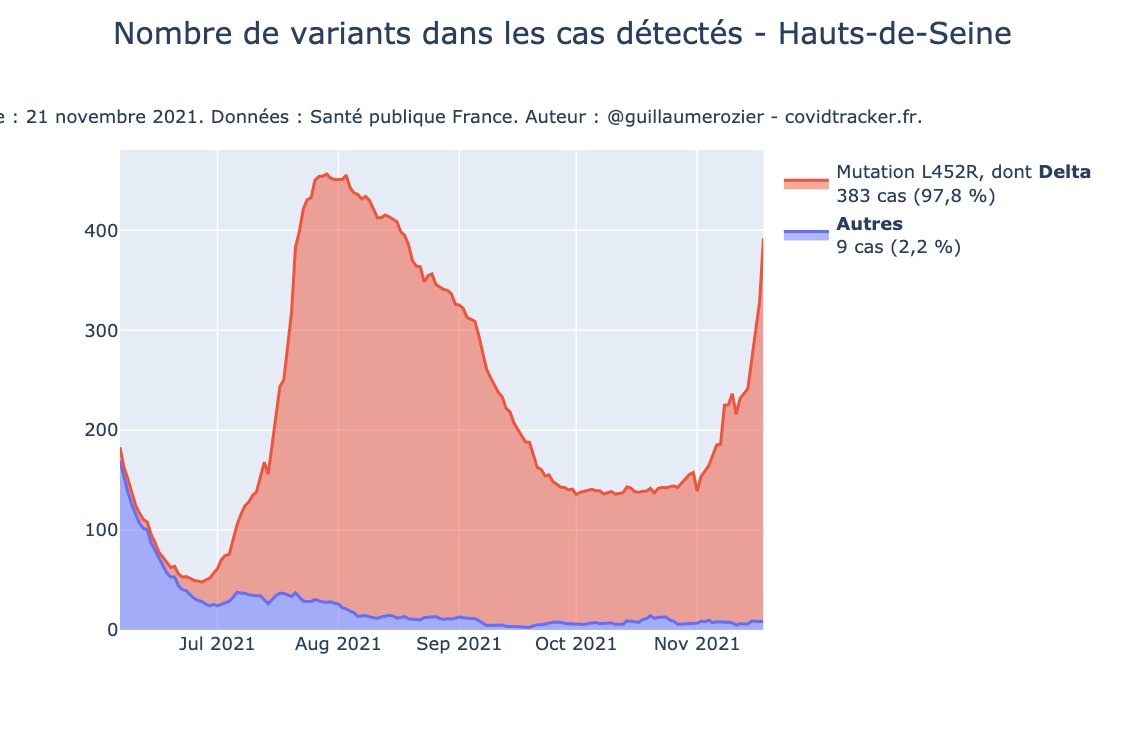 Nombre de variants dans les cas détectés - Hauts-de-Seine
: 21 novembre 2021. Données : Santé publique France. Auteur : @guillaumerozier - covidtracker.fr.
Mutation L452R, dont Delta
383 cas (97,8 %)
Autres
9 cas (2,2 %)
400
300
200
100
0
Jul 2021
Aug 2021
Sep 2021
Oct 2021
Nov 2021